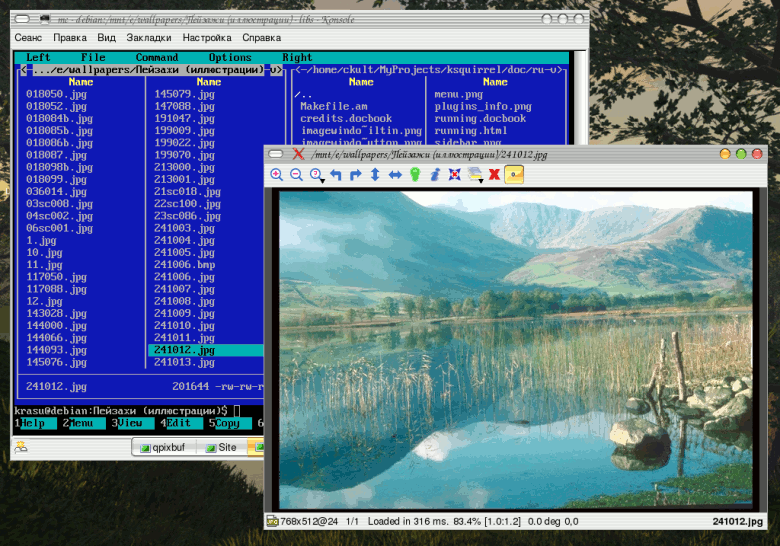 mc - debian:/mnt/e/wallpapers/Пейзажи (иллюстрации) - libs - Konsole
Сеанс Правка Вид Закладки Настройка Справка
Left File Command Options Right
<─ .../e/wallpapers/Пейзахи (иллюстрации)─v> <─/home/ckult/MyProjects/ksquirrel/doc/ru─v>
Name Name Name Name
018050.jpg 145079.jpg /.. menu.png
018052.jpg 147088.jpg Makefile.am plugins_info.png
018084b.jpg 191047.jpg credits.docbook running.docbook
018085b.jpg 199009.jpg imagewindo~iltin.png running.html
018086b.jpg 199022.jpg imagewindo~utton.png sidebar.png
018087.jpg 199070.jpg
018098b.jpg 213000.jpg
018099.jpg 213001.jpg
036014.jpg 21sc018.jpg
03sc008.jpg 22sc100.jpg
04sc002.jpg 23sc086.jpg
06sc001.jpg 241003.jpg
1.jpg 241004.jpg
10.jpg 241005.jpg
11.jpg 241006.bmp
117050.jpg 241006.jpg
117088.jpg 241007.jpg
12.jpg 241008.jpg
143028.jpg 241009.jpg
144000.jpg 241010.jpg
144066.jpg 241011.jpg
144093.jpg 241012.jpg
145076.jpg 241013.jpg
241012.jpg 201644 -rw-rw-r
krasu@debian:Пейзажи (иллюстрации)$
1Help 2Menu 3View 4Edit 5Copy 6
qpixbuf Site
/mnt/e/wallpapers/Пейзажи (иллюстрации)/241012.jpg
768x512@24 1/1 Loaded in 316 ms. 83.4% [1.0:1.2] 0.0 deg 0,0 241012.jpg